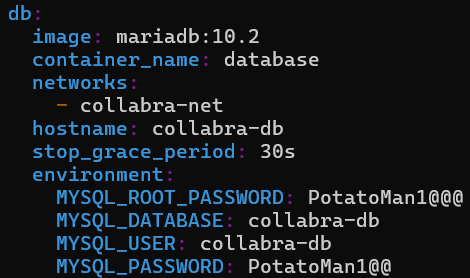 db:
  image: mariadb:10.2
  container_name: database
  networks:
    - collabra-net
  hostname: collabra-db
  stop_grace_period: 30s
  environment:
    MYSQL_ROOT_PASSWORD: PotatoMan1@@@
    MYSQL_DATABASE: collabra-db
    MYSQL_USER: collabra-db
    MYSQL_PASSWORD: PotatoMan1@@